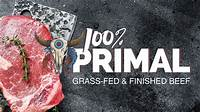 100%
PRIMAL
GRASS-FED & FINISHED BEEF